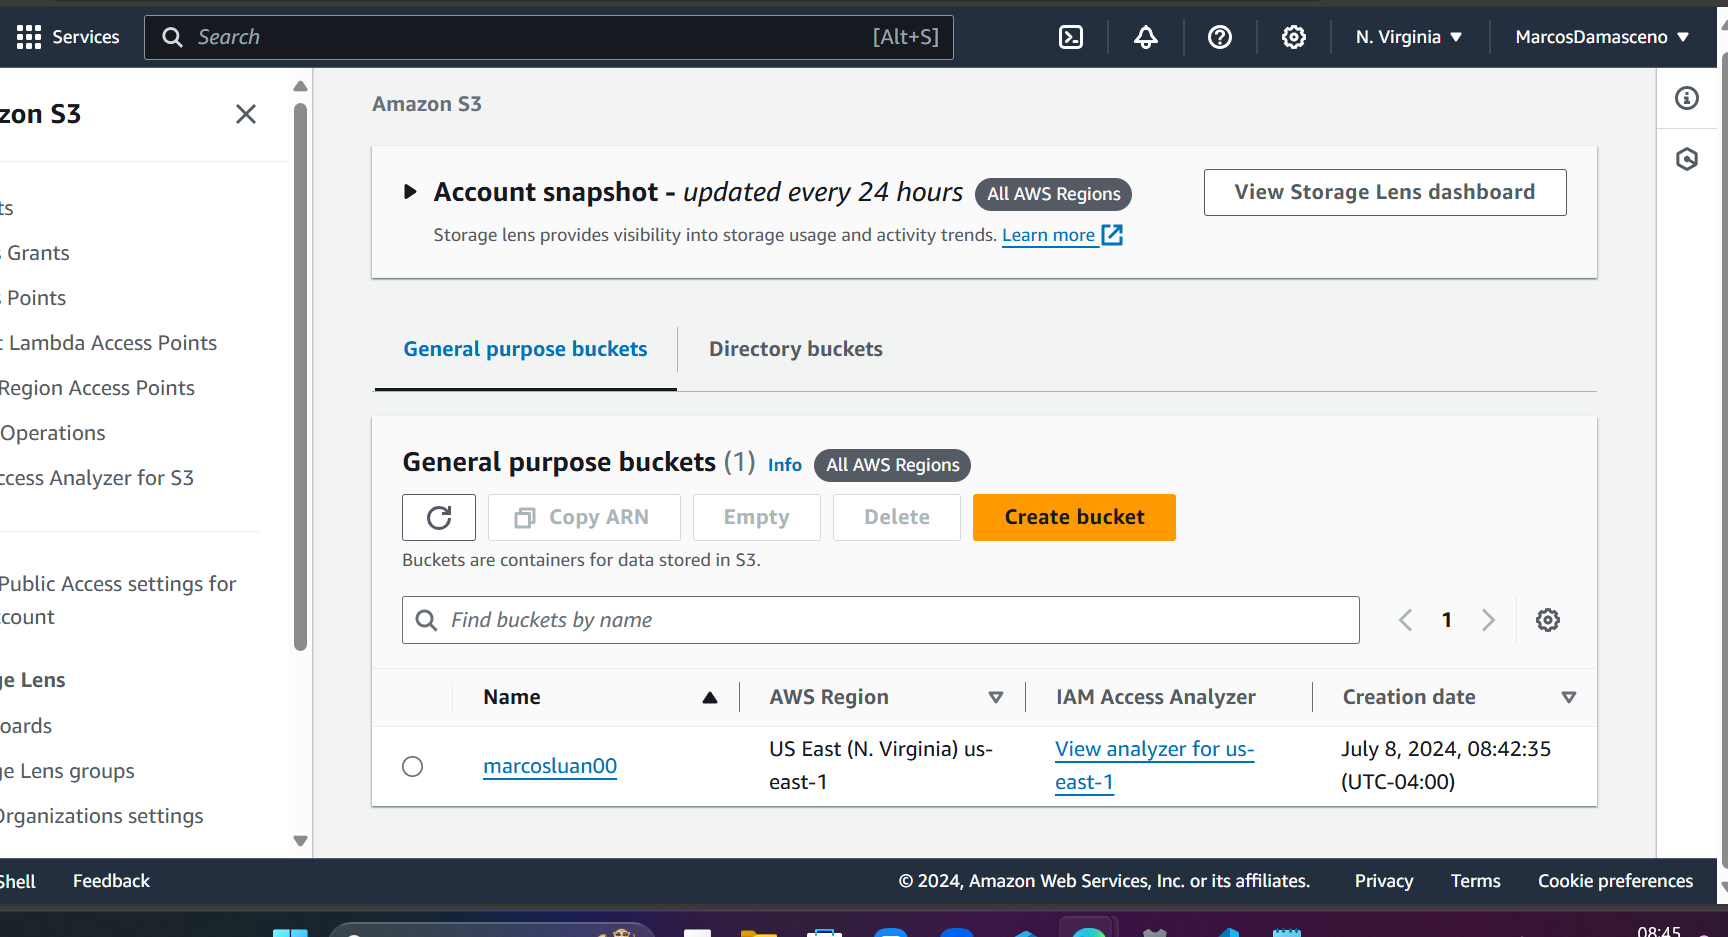 Services
Search
[Alt+S]
N. Virginia
MarcosDamasceno
zon S3
ts
s Grants
s Points
t Lambda Access Points
Region Access Points
Operations
ccess Analyzer for S3
Public Access settings for
count
ge Lens
oards
ge Lens groups
Organizations settings
Amazon S3
Account snapshot - updated every 24 hours All AWS Regions
Storage lens provides visibility into storage usage and activity trends. Learn more
View Storage Lens dashboard
General purpose buckets
Directory buckets
General purpose buckets (1) Info All AWS Regions
Copy ARN
Empty
Delete
Create bucket
Buckets are containers for data stored in S3.
Find buckets by name
1
Name
AWS Region
IAM Access Analyzer
Creation date
marcosluan00
US East (N. Virginia) us-
east-1
View analyzer for us-
east-1
July 8, 2024, 08:42:35
(UTC-04:00)
Shell
Feedback
© 2024, Amazon Web Services, Inc. or its affiliates.
Privacy
Terms
Cookie preferences
08:45